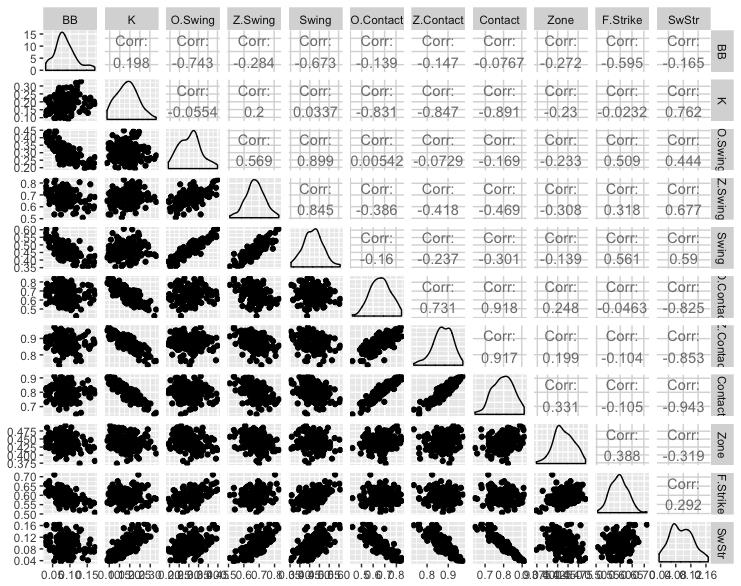 BB K O.Swing Z.Swing Swing O.Contact Z.Contact Contact Zone F.Strike SwStr
15 10 5 0
Corr: Corr: Corr: Corr: Corr: Corr: Corr: Corr: Corr: Corr:
0.198 -0.743 -0.284 -0.673 -0.139 -0.147 -0.0767 -0.272 -0.595 -0.165
BB
0.30 0.25 0.20 0.15 0.10
Corr: Corr: Corr: Corr: Corr: Corr: Corr: Corr: Corr:
-0.0554 0.2 0.0337 -0.831 -0.847 -0.891 -0.23 -0.0232 0.762
K
0.45 0.40 0.35 0.30 0.25 0.20
Corr: Corr: Corr: Corr: Corr: Corr: Corr: Corr:
0.569 0.899 0.00542 -0.0729 -0.169 -0.233 0.509 0.444
O.Swing
0.8 0.7 0.6 0.5
Corr: Corr: Corr: Corr: Corr: Corr: Corr:
0.845 -0.386 -0.418 -0.469 -0.308 0.318 0.677
Z.Swing
0.60 0.55 0.50 0.45 0.40 0.35
Corr: Corr: Corr: Corr: Corr: Corr:
-0.16 -0.237 -0.301 -0.139 0.561 0.59
Swing
0.8 0.7 0.6 0.5
Corr: Corr: Corr: Corr: Corr:
0.731 0.918 0.248 -0.0463 -0.825
0.9 0.8
Corr: Corr: Corr: Corr:
0.917 0.199 -0.104 -0.853
0.9 0.8 0.7
Corr: Corr: Corr:
0.331 -0.105 -0.943
Contact
0.475 0.450 0.425 0.400 0.375
Corr: Corr:
0.388 -0.319
Zone
0.70 0.65 0.60 0.55 0.50
Corr:
0.292
F.Strike
0.16 0.12 0.08 0.04
SwStr
0.05 0.10 0.15 0.5 0.6 0.7 0.8 0.8 0.9 0.7 0.8